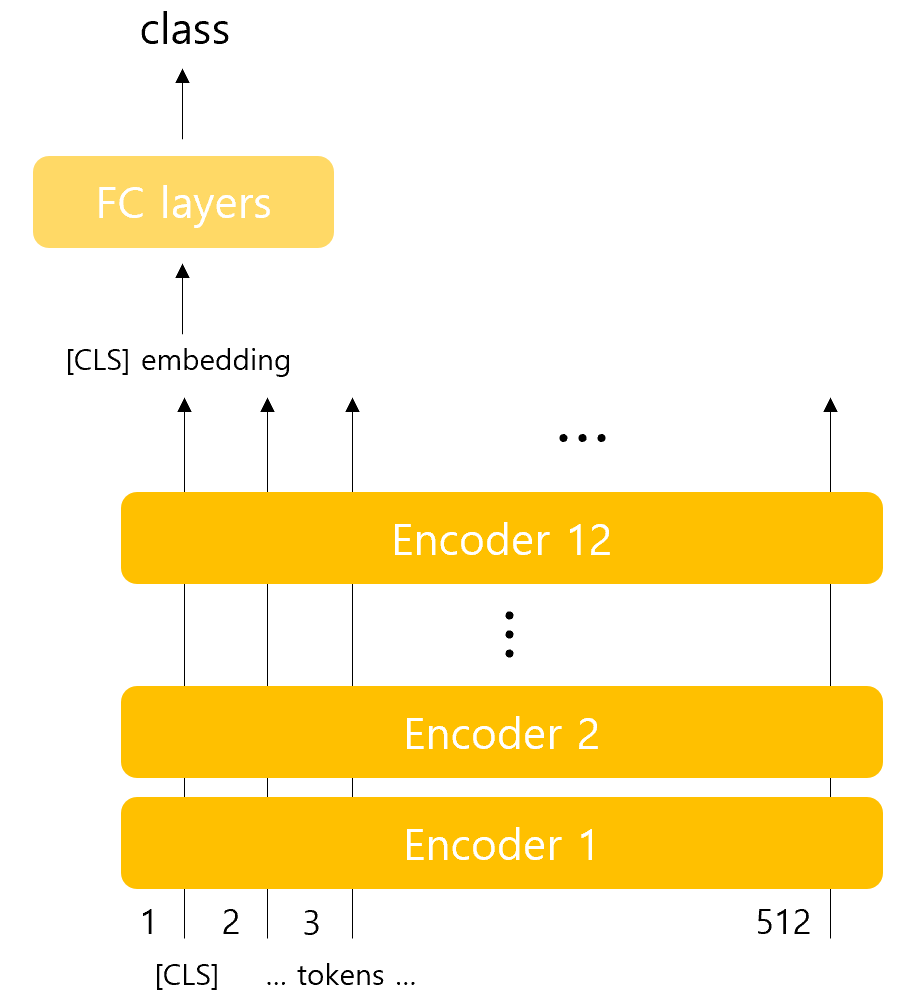 class
FC layers
[CLS] embedding
...
Encoder 12
Encoder 2
Encoder 1
1 2 3 512
[CLS] ... tokens ...